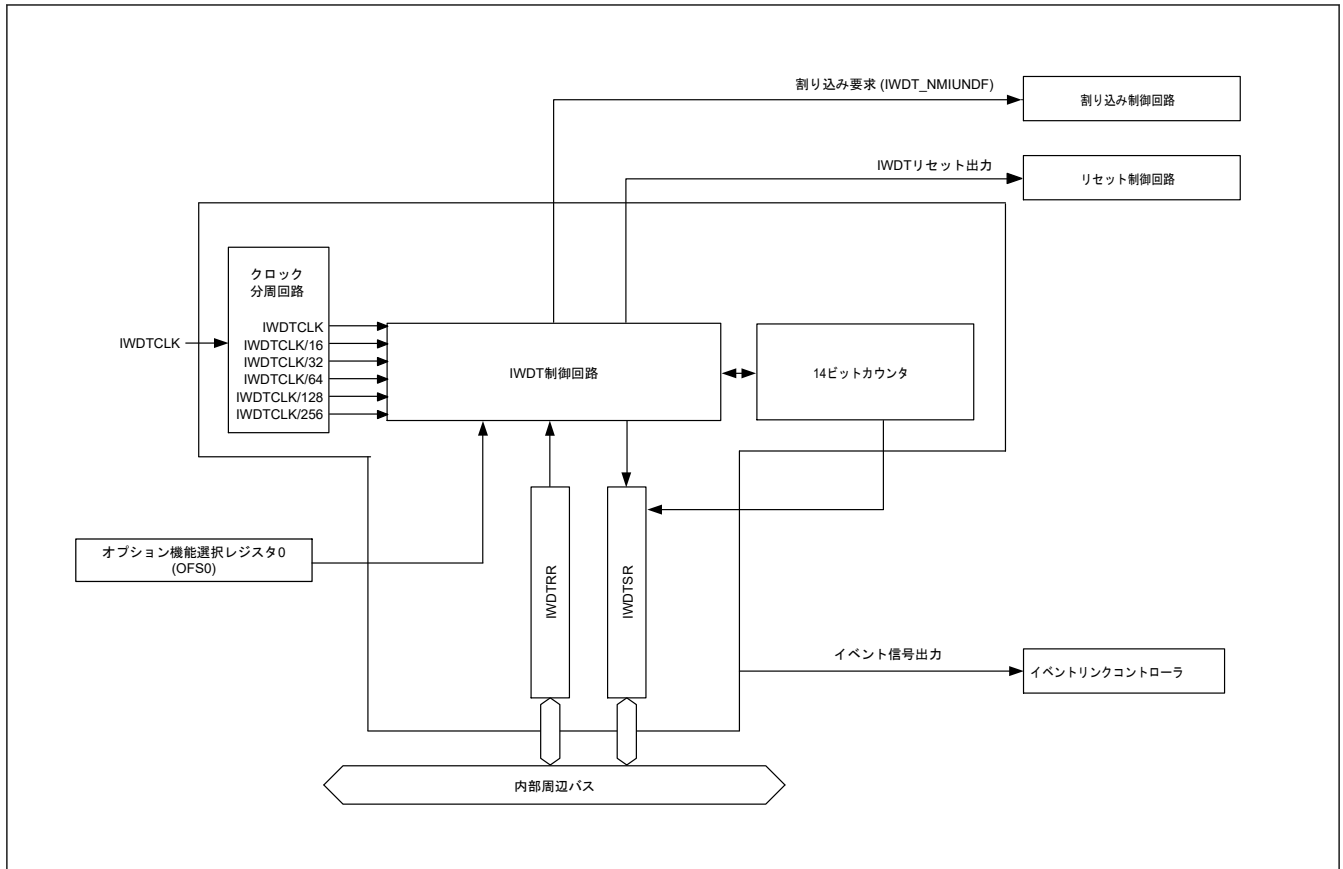 割り込み要求 (IWDT_NMIUNDF)
割り込み制御回路
IWDTリセット出力
リセット制御回路
クロック
分周回路
IWDTCLK
IWDTCLK
IWDTCLK/16
IWDTCLK/32
IWDTCLK/64
IWDTCLK/128
IWDTCLK/256
IWDT制御回路
14ビットカウンタ
オプション機能選択レジスタ0
(OFS0)
IWDTRR
IWDTSR
イベント信号出力
イベントリンクコントローラ
内部周辺バス